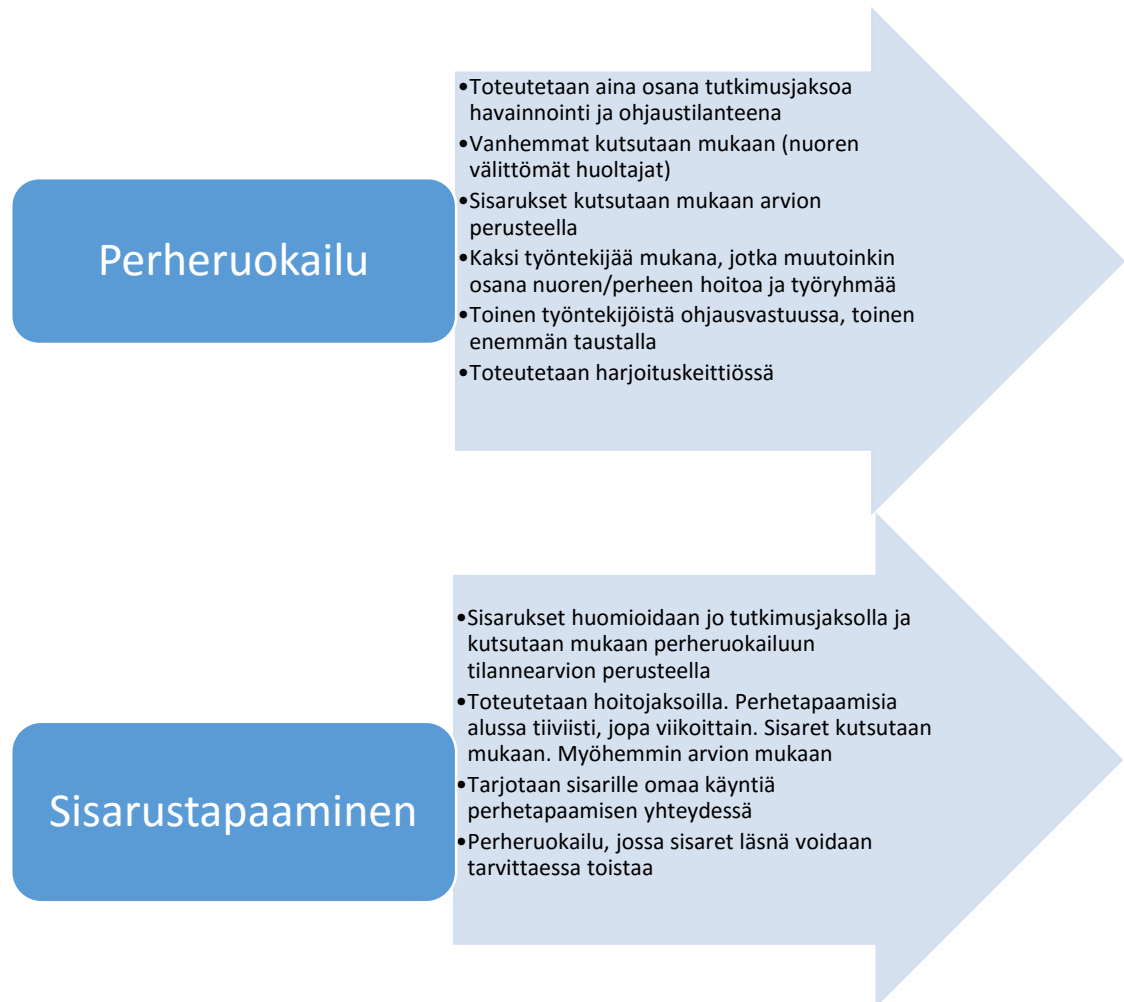 Perheruokailu
•Toteutetaan aina osana tutkimusjaksoa
havainnointi ja ohjaustilanteena
•Vanhemmat kutsutaan mukaan (nuoren
välittömät huoltajat)
•Sisarukset kutsutaan mukaan arvion
perusteella
•Kaksi työntekijää mukana, jotka muutoinkin
osana nuoren/perheen hoitoa ja työryhmää
•Toinen työntekijöistä ohjausvastuussa, toinen
enemmän taustalla
•Toteutetaan harjoituskeittiössä
Sisarustapaaminen
•Sisarukset huomioidaan jo tutkimusjaksolla ja
kutsutaan mukaan perheruokailuun
tilannearvion perusteella
•Toteutetaan hoitojaksoilla. Perhetapaamisia
alussa tiiviisti, jopa viikoittain. Sisaret kutsutaan
mukaan. Myöhemmin arvion mukaan
•Tarjotaan sisarille omaa käyntiä
perhetapaamisen yhteydessä
•Perheruokailu, jossa sisaret läsnä voidaan
tarvittaessa toistaa